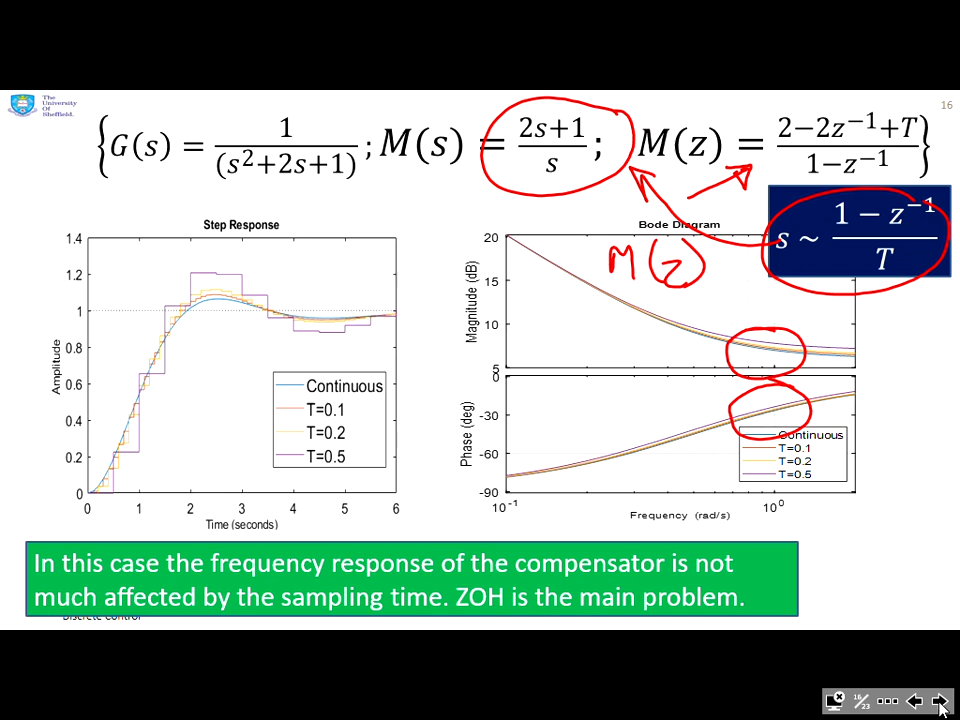 The
University
Of
Sheffield.
16
{G(s) = 1/(s²+2s+1) ; M(s) = (2s+1)/s ; M(z) = (2−2z⁻¹+T)/(1−z⁻¹)}
s ~ (1 − z⁻¹)/T
Step Response
1.4
1.2
1
0.8
0.6
0.4
0.2
0
Amplitude
Continuous
T=0.1
T=0.2
T=0.5
0 1 2 3 4 5 6
Time (seconds)
Bode Diagram
M(z)
20
15
10
5
Magnitude (dB)
0
-30
-60
-90
Phase (deg)
Continuous
T=0.1
T=0.2
T=0.5
10⁻¹ 10⁰
Frequency (rad/s)
In this case the frequency response of the compensator is not
much affected by the sampling time. ZOH is the main problem.
Discrete Control
16/23